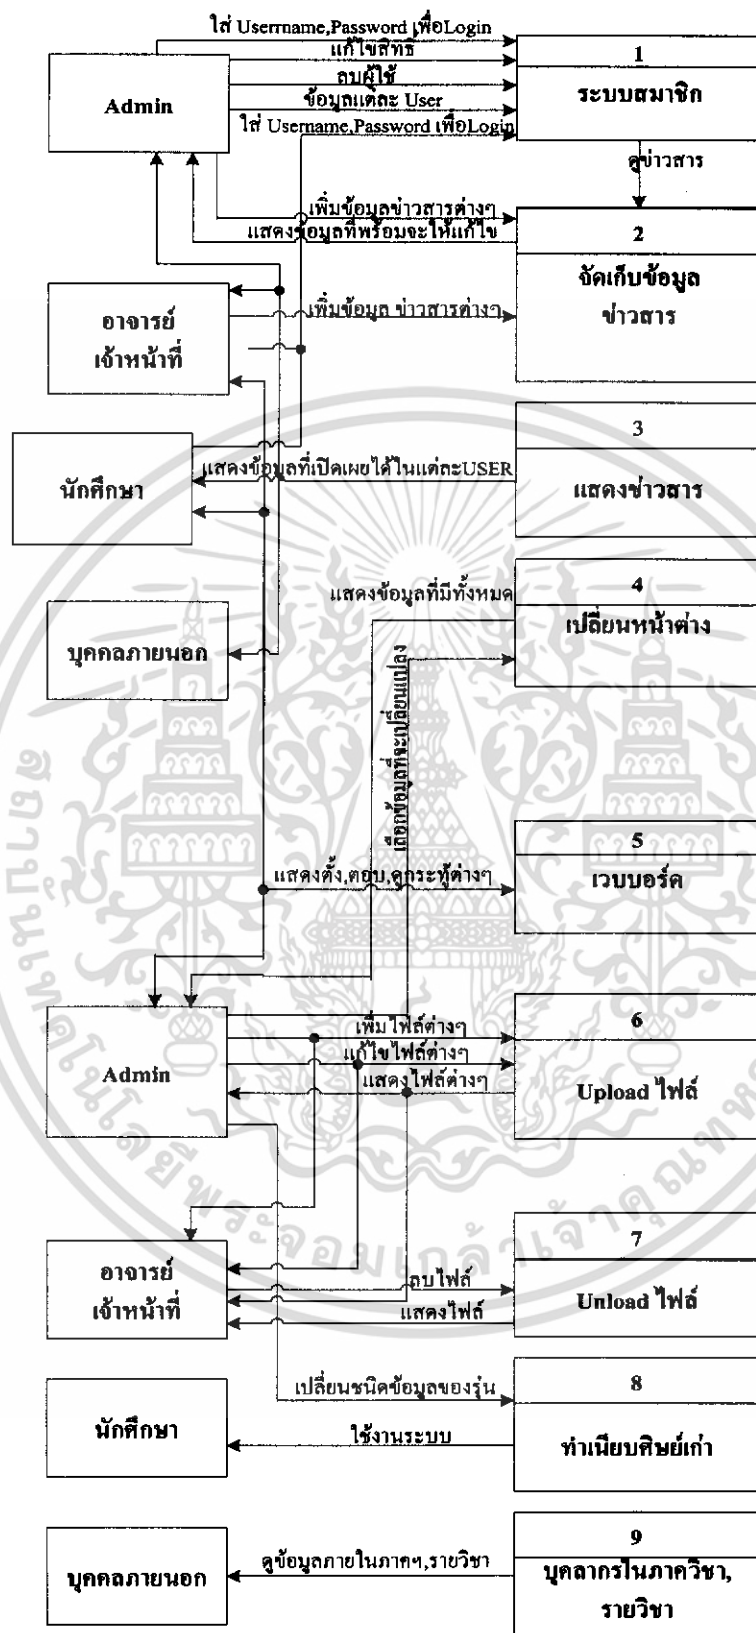 ใส่ Userrname,Password เพื่อLogin
แก้ไขสิทธิ์
ลบผู้ใช้
ข้อมูลแต่ละ User
ใส่ Username,Password เพื่อLogin
Admin
1
ระบบสมาชิก
ดูข่าวสาร
เพิ่มข้อมูลข่าวสารต่างๆ
แสดงข้อมูลที่พร้อมจะให้แก้ไข
2
จัดเก็บข้อมูล
ข่าวสาร
อาจารย์
เจ้าหน้าที่
เพิ่มข้อมูล ข่าวสารต่างๆ
3
แสดงข่าวสาร
นักศึกษา
แสดงข้อมูลที่เปิดเผยได้ในแต่ละUSER
แสดงข้อมูลที่มีทั้งหมด
4
เปลี่ยนหน้าต่าง
บุคคลภายนอก
เลือกข้อมูลที่จะเปลี่ยนแปลง
5
เวบบอร์ด
แสดงตั้ง,ตอบ,ดูกระทู้ต่างๆ
Admin
เพิ่มไฟล์ต่างๆ
แก้ไขไฟล์ต่างๆ
แสดงไฟล์ต่างๆ
6
Upload ไฟล์
อาจารย์
เจ้าหน้าที่
ลบไฟล์
แสดงไฟล์
7
Unload ไฟล์
เปลี่ยนชนิดข้อมูลของรุ่น
8
ทำเนียบศิษย์เก่า
นักศึกษา
ใช้งานระบบ
9
บุคลากรในภาควิชา,
รายวิชา
บุคคลภายนอก
ดูข้อมูลภายในภาคฯ,รายวิชา